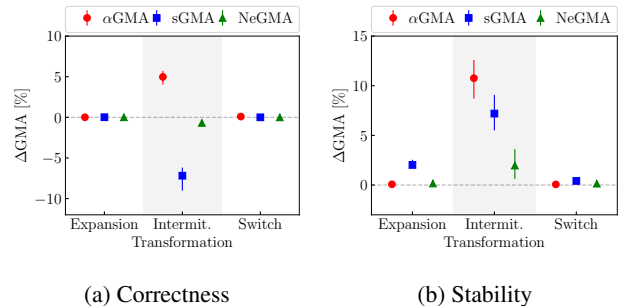 αGMA sGMA NeGMA
10
5
0
−5
−10
ΔGMA [%]
Expansion Intermit. Switch
Transformation
(a) Correctness
αGMA sGMA NeGMA
15
10
5
0
ΔGMA [%]
Expansion Intermit. Switch
Transformation
(b) Stability